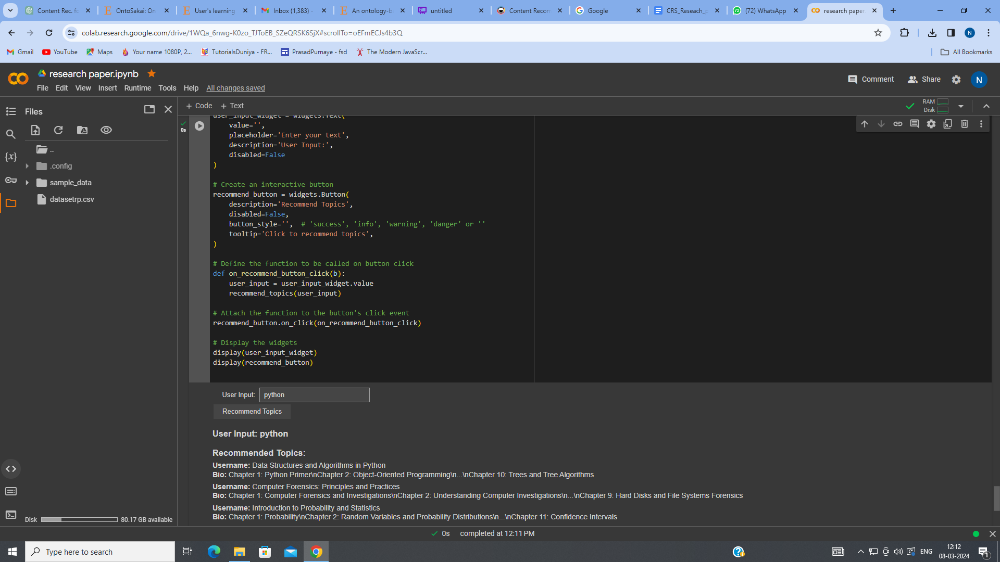 Content Rec. fo
OntoSakai: On
User's learning
Inbox (1,383) -
An ontology-b
untitled
Content Recom
Google
CRS_Reseach_p
(72) WhatsApp
research paper
colab.research.google.com/drive/1WQa_6nwg-K0zo_TJToEB_SZeQRSK6SjX#scrollTo=oEFmECJs4b3Q
N
Gmail
YouTube
Maps
Your name 1080P, 2...
TutorialsDuniya - FR...
PrasadPurnaye - fsd
The Modern JavaScr...
All Bookmarks
research paper.ipynb
File Edit View Insert Runtime Tools Help All changes saved
Comment
Share
N
Files
+ Code + Text
RAM
Disk
..
.config
sample_data
datasetrp.csv
{x}
0s
user_input_widget = widgets.Text(
value='',
placeholder='Enter your text',
description='User Input:',
disabled=False
)
# Create an interactive button
recommend_button = widgets.Button(
description='Recommend Topics',
disabled=False,
button_style='', # 'success', 'info', 'warning', 'danger' or ''
tooltip='Click to recommend topics',
)
# Define the function to be called on button click
def on_recommend_button_click(b):
user_input = user_input_widget.value
recommend_topics(user_input)
# Attach the function to the button's click event
recommend_button.on_click(on_recommend_button_click)
# Display the widgets
display(user_input_widget)
display(recommend_button)
User Input: python
Recommend Topics
User Input: python
Recommended Topics:
Username: Data Structures and Algorithms in Python
Bio: Chapter 1: Python Primer\nChapter 2: Object-Oriented Programming\n...\nChapter 10: Trees and Tree Algorithms
Username: Computer Forensics: Principles and Practices
Bio: Chapter 1: Computer Forensics and Investigations\nChapter 2: Understanding Computer Investigations\n...\nChapter 9: Hard Disks and File Systems Forensics
Username: Introduction to Probability and Statistics
Bio: Chapter 1: Probability\nChapter 2: Random Variables and Probability Distributions\n...\nChapter 11: Confidence Intervals
Disk 80.17 GB available
0s completed at 12:11 PM
Type here to search
ENG
12:12
08-03-2024
1